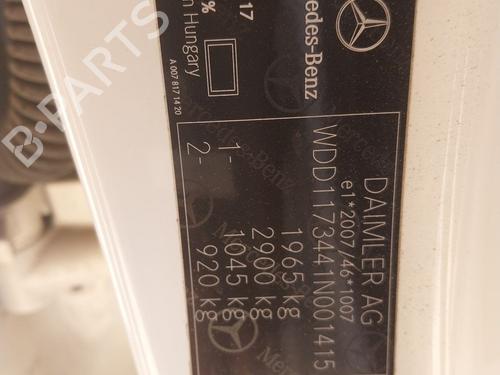 DAIMLER AG
e1*2007/46*1007
WDD1173441N001415
1965 kg
2900 kg
1- 1045 kg
2- 920 kg
Mercedes-Benz
17
%
n Hungary
A 007 817 14 20
B-PARTS